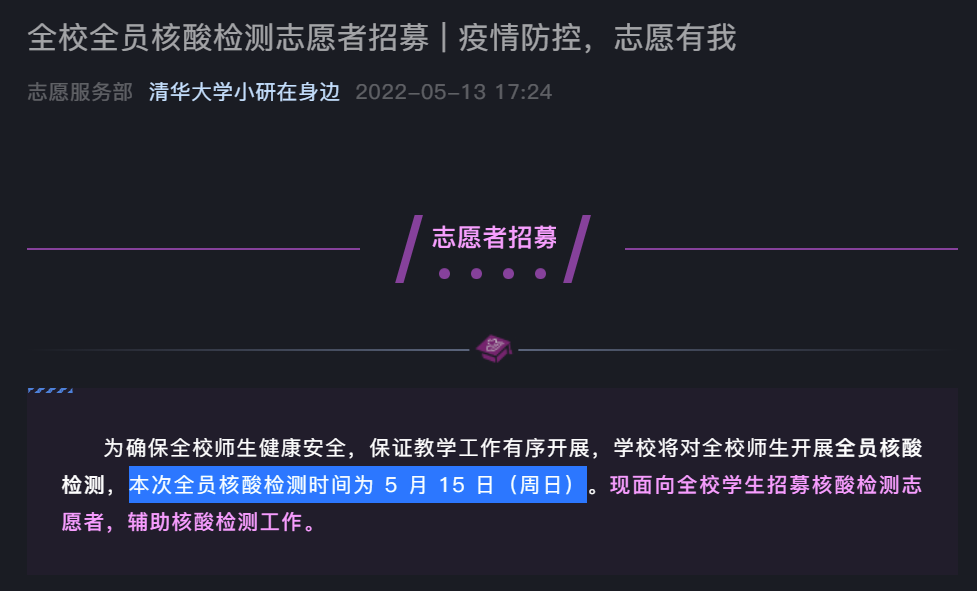 全校全员核酸检测志愿者招募 | 疫情防控，志愿有我
志愿服务部 清华大学小研在身边 2022-05-13 17:24
志愿者招募
为确保全校师生健康安全，保证教学工作有序开展，学校将对全校师生开展全员核酸
检测，本次全员核酸检测时间为 5 月 15 日（周日）。现面向全校学生招募核酸检测志
愿者，辅助核酸检测工作。